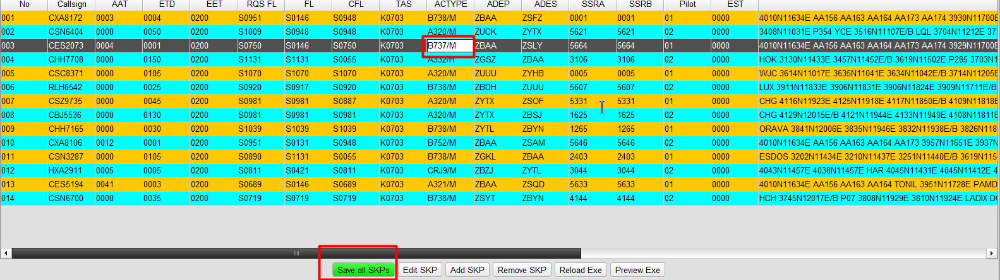 No Callsign AAT ETD EET RQS FL FL CFL TAS ACTYPE ADEP ADES SSRA SSRB Pilot EST
001 CXA8172 0003 0004 0200 S0951 S0146 S0948 K0703 B738/M ZBAA ZSFZ 0001 0001 01 0000 4010N11634E AA156 AA163 AA164 AA173 AA174 3930N11700E
002 CSN6404 0000 0050 0200 S1009 S0948 S0948 K0703 A320/M ZUCK ZYTX 5621 5621 02 0000 3408N11031E P354 YCE 3516N11107E/B LQL 3704N11212E 371
003 CES2073 0004 0001 0200 S0750 S0146 S0750 K0703 B737/M ZBAA ZSLY 5664 5664 01 0000 4010N11634E AA156 AA163 AA164 AA173 AA174 3929N11700E
004 CHH7708 0000 0150 0200 S1131 S1131 S0055 K0703 A332/H ZGSZ ZBAA 3106 3106 02 0000 HOK 3130N11433E 3457N11452E/B 3619N11502E P285 3703N1
005 CSC8371 0000 0105 0200 S1070 S1070 S1070 K0703 A320/M ZUUU ZYHB 0005 0005 01 0000 WJC 3614N11017E 3635N11041E 3634N11042E/B 3714N11205E
006 RLH6542 0000 0025 0200 S0920 S0917 S0920 K0703 B738/M ZBDH ZUUU 5607 5607 02 0000 LUX 3911N11833E 3906N11831E 3906N11824E 3909N11711E/B
007 CSZ9735 0000 0045 0200 S0981 S0981 S0887 K0703 A320/M ZYTX ZSOF 5331 5331 01 0000 CHG 4116N11923E 4125N11918E 4117N11850E/B 4109N11818E
008 CBJ5536 0000 0130 0200 S0981 S0981 S0981 K0703 A320/M ZYTX ZBSJ 1625 1625 02 0000 CHG 4129N12015E/B 4121N11944E 4133N11949E 4108N11811E
009 CHH7165 0000 0030 0200 S1039 S1039 S1039 K0703 B738/M ZYTL ZBYN 1265 1265 01 0000 ORAVA 3841N12006E 3835N11946E 3832N11938E/B 3826N118
010 CXA8106 0012 0001 0200 S0951 S0131 S0948 K0703 B752/M ZBAA ZSAM 5646 5646 02 0000 4010N11634E AA156 AA163 AA164 AA173 3957N11651E 3937N
011 CSN3287 0000 0105 0200 S0890 S1131 S0055 K0703 B738/M ZGKL ZBAA 2403 2403 01 0000 ESDOS 3202N11434E 3210N11437E 3251N11440E/B 3619N115
012 HXA2911 0005 0005 0200 S0811 S0421 S0811 K0703 CRJ9/M ZBZJ ZYTL 3044 3044 02 0000 4043N11457E 4038N11457E HAR 4045N11431E 4045N11412E 4
013 CES5194 0041 0003 0200 S0689 S0146 S0689 K0703 A321/M ZBAA ZSQD 5633 5633 01 0000 4010N11634E AA156 AA163 AA164 TONIL 3951N11728E PAMD
014 CSN6700 0000 0035 0200 S0719 S0719 S0719 K0703 B738/M ZSYT ZBYN 4144 4144 02 0000 HCH 3745N12017E/B P07 3808N11929E 3810N11924E LADIX
Save all SKPs Edit SKP Add SKP Remove SKP Reload Exe Preview Exe